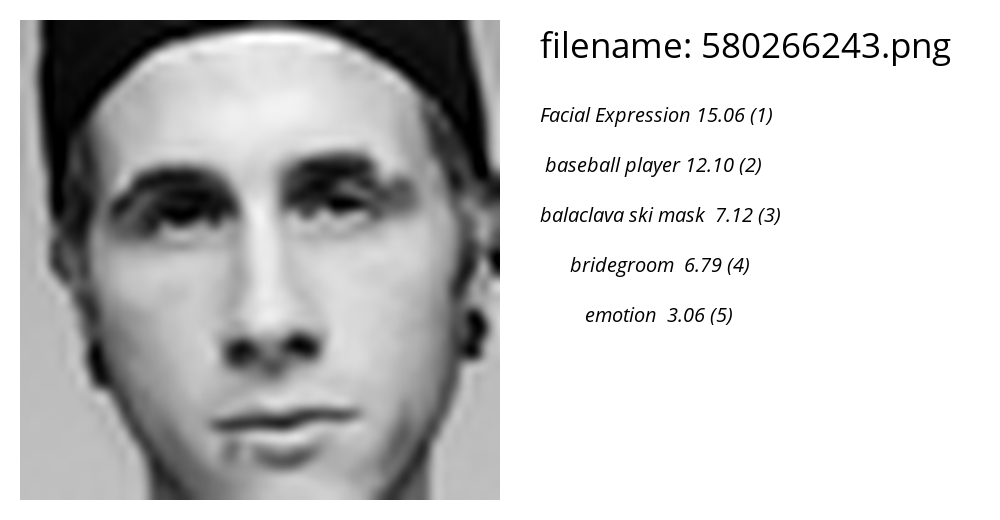 filename: 580266243.png
Facial Expression 15.06 (1)
baseball player 12.10 (2)
balaclava ski mask 7.12 (3)
bridegroom 6.79 (4)
emotion 3.06 (5)